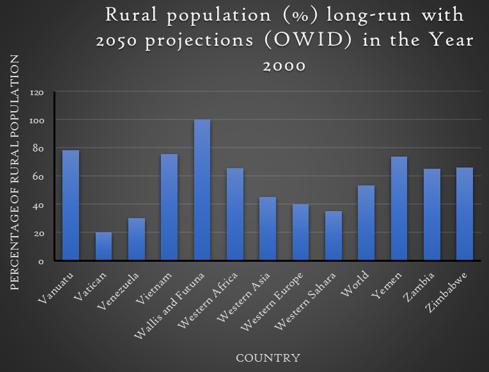 Rural population (%) long-run with
2050 projections (OWID) in the Year
2000
PERCENTAGE OF RURAL POPULATION
120
100
80
60
40
20
0
Vanuatu
Vatican
Venezuela
Vietnam
Wallis and Futuna
Western Africa
Western Asia
Western Europe
Western Sahara
World
Yemen
Zambia
Zimbabwe
COUNTRY